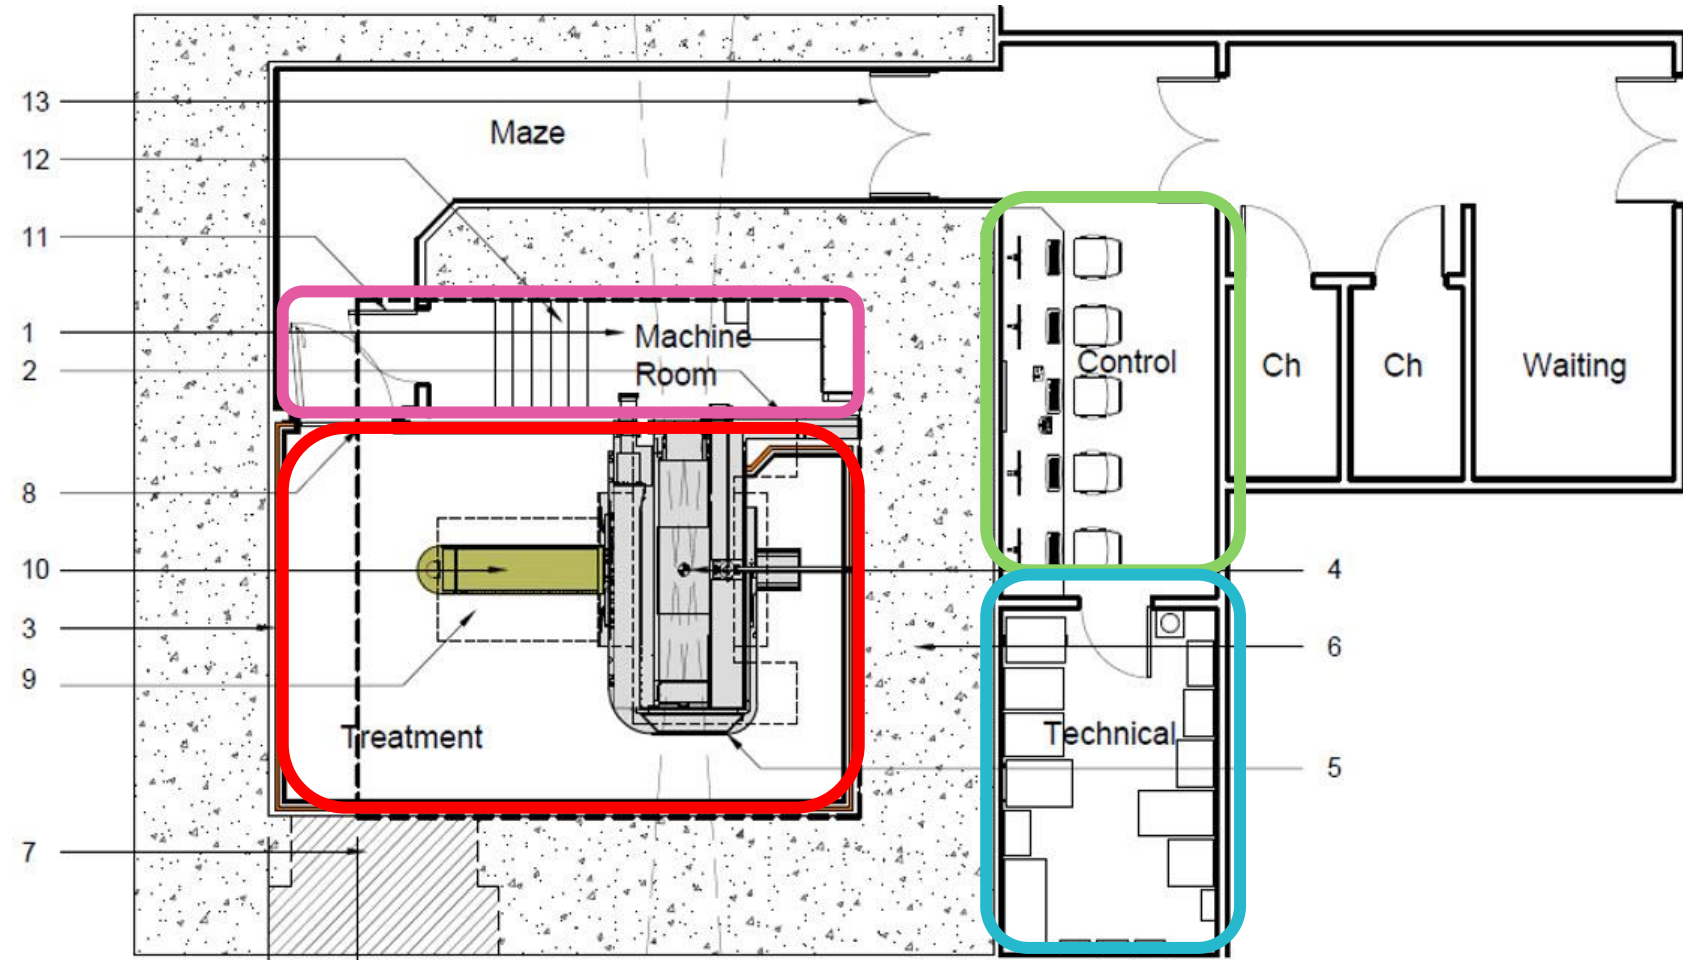 13
Maze
12
11
1
Machine
Room
2
Control
Ch
Ch
Waiting
8
10
4
3
6
9
Treatment
Technical
5
7